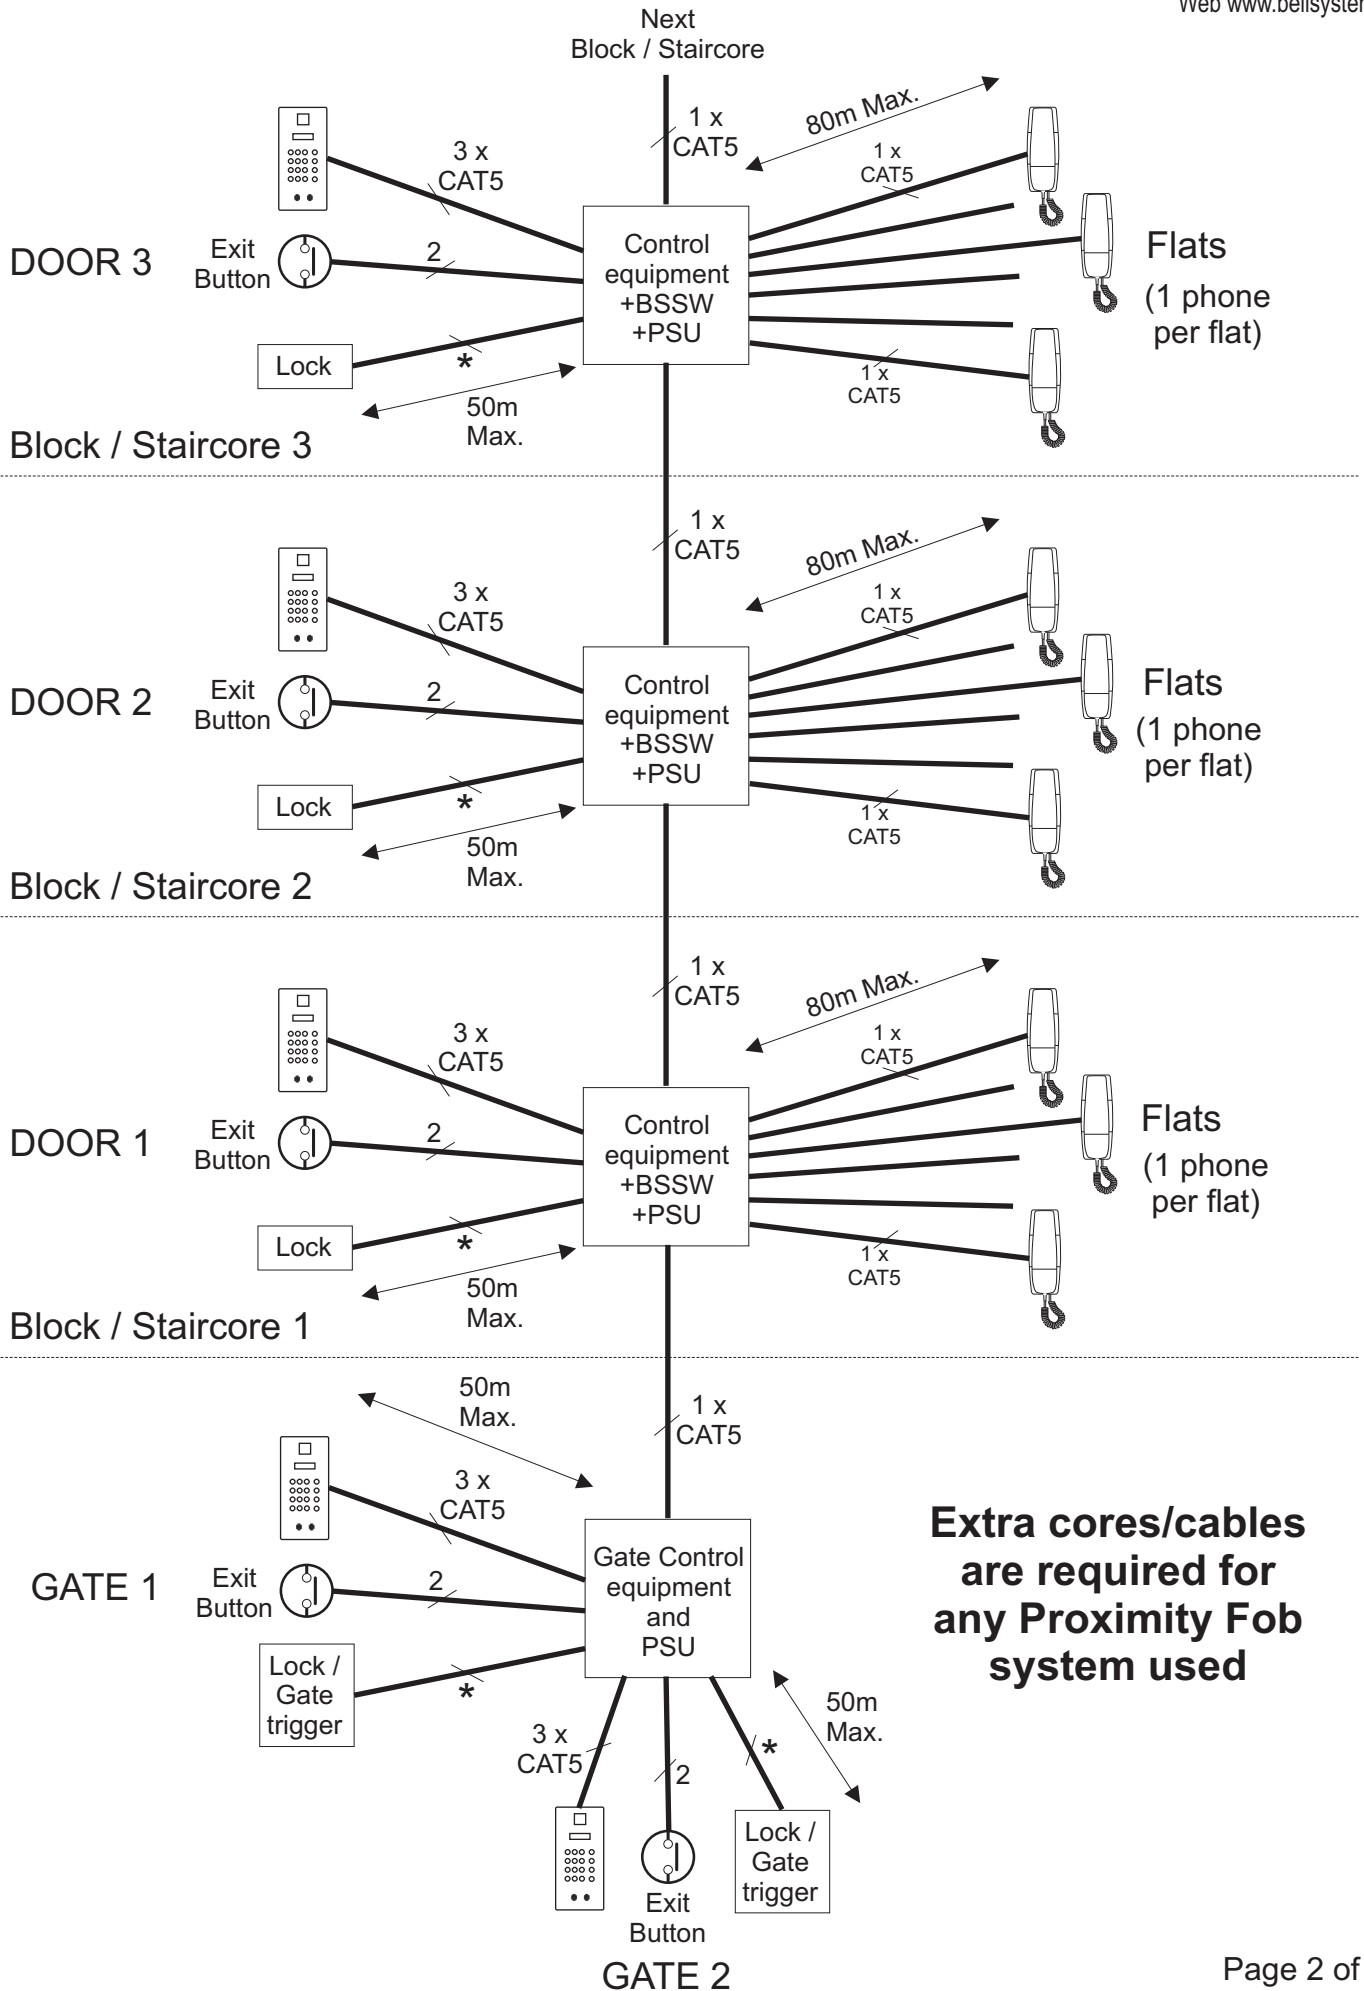 Web www.bellsystem
Next
Block / Staircore
1 x
CAT5
80m Max.
3 x
CAT5
1 x
CAT5
DOOR 3
Exit
Button
2
Control
equipment
+BSSW
+PSU
Flats
(1 phone
per flat)
Lock
*
50m
Max.
1 x
CAT5
Block / Staircore 3
1 x
CAT5
80m Max.
3 x
CAT5
1 x
CAT5
DOOR 2
Exit
Button
2
Control
equipment
+BSSW
+PSU
Flats
(1 phone
per flat)
Lock
*
50m
Max.
1 x
CAT5
Block / Staircore 2
1 x
CAT5
80m Max.
3 x
CAT5
1 x
CAT5
DOOR 1
Exit
Button
2
Control
equipment
+BSSW
+PSU
Flats
(1 phone
per flat)
Lock
*
50m
Max.
1 x
CAT5
Block / Staircore 1
50m
Max.
1 x
CAT5
3 x
CAT5
GATE 1
Exit
Button
2
Gate Control
equipment
and
PSU
Extra cores/cables
are required for
any Proximity Fob
system used
Lock /
Gate
trigger
*
3 x
CAT5
2
*
50m
Max.
Exit
Button
Lock /
Gate
trigger
GATE 2
Page 2 of